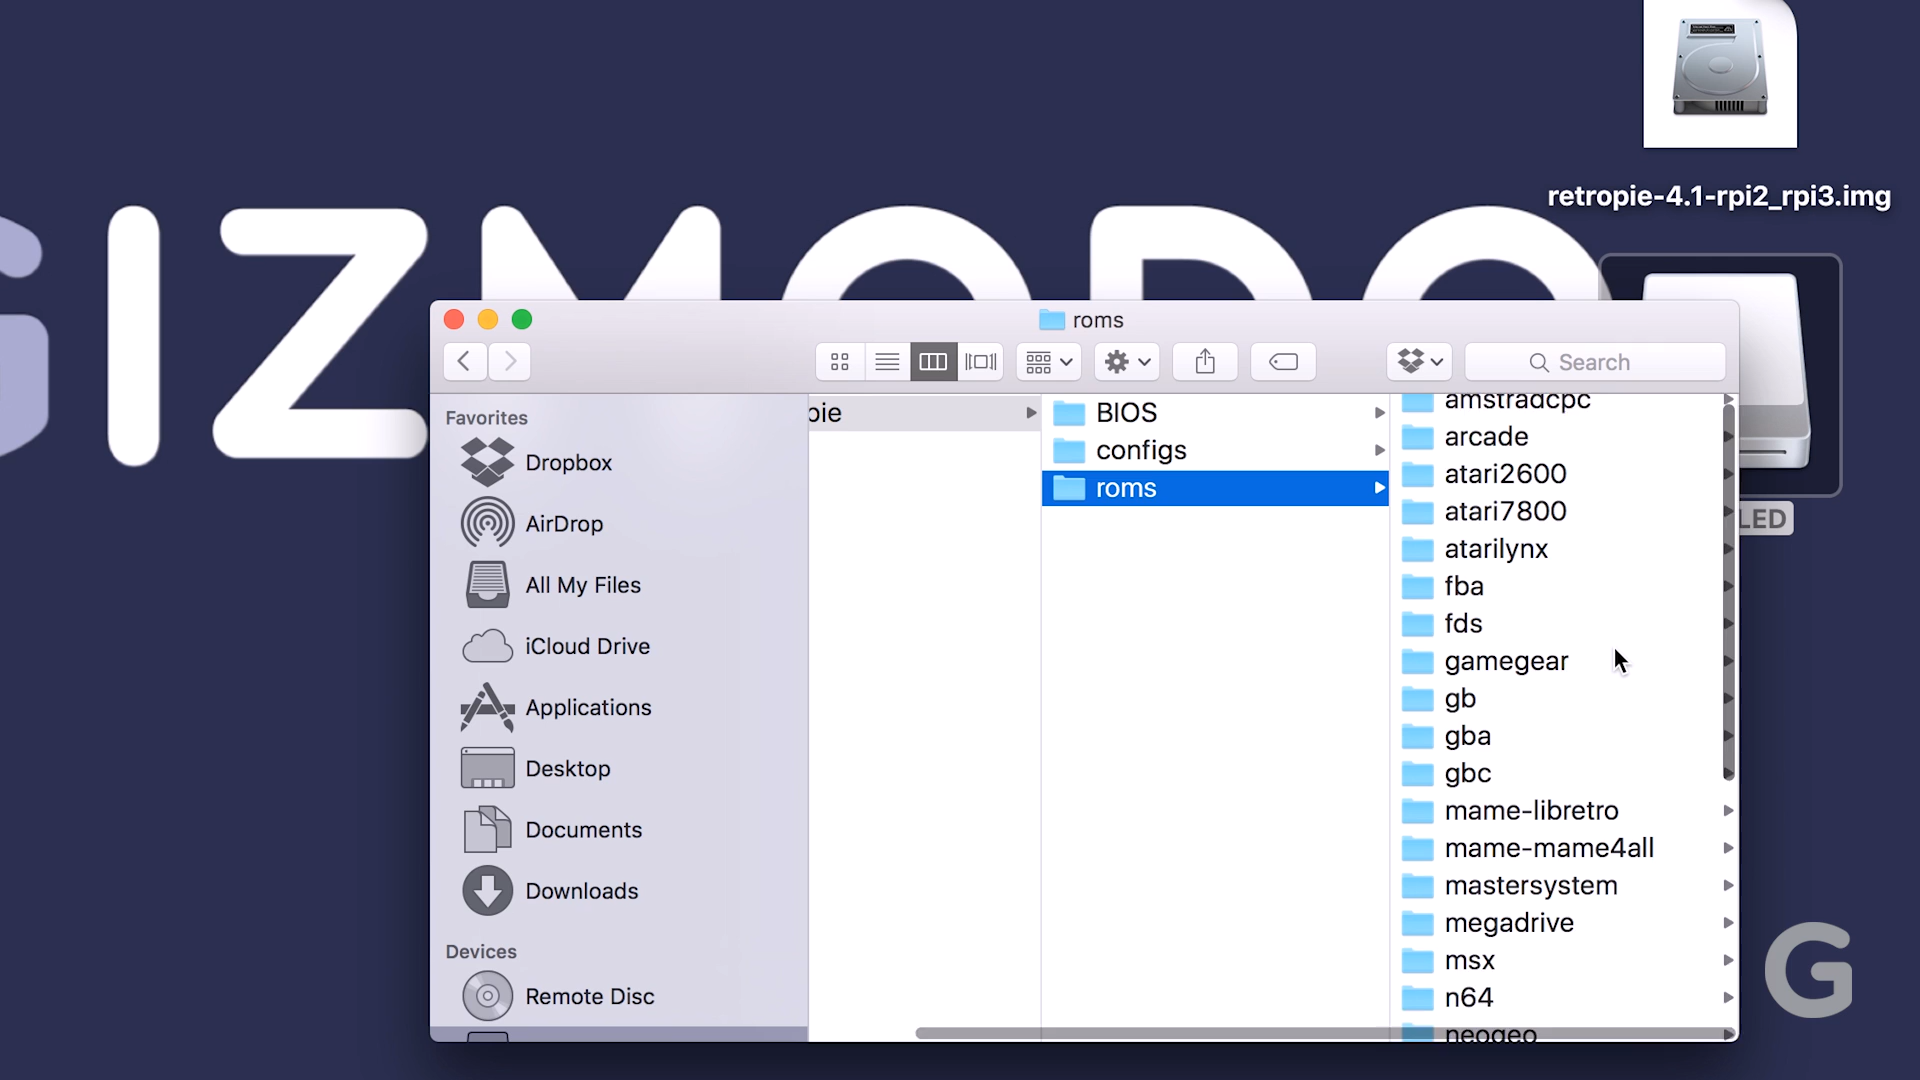 GIZMODO
retropie-4.1-rpi2_rpi3.img
LED
roms
Search
Favorites
Dropbox
AirDrop
All My Files
iCloud Drive
Applications
Desktop
Documents
Downloads
Devices
Remote Disc
pie
BIOS
configs
roms
amstradcpc
arcade
atari2600
atari7800
atarilynx
fba
fds
gamegear
gb
gba
gbc
mame-libretro
mame-mame4all
mastersystem
megadrive
msx
n64
neogeo
G